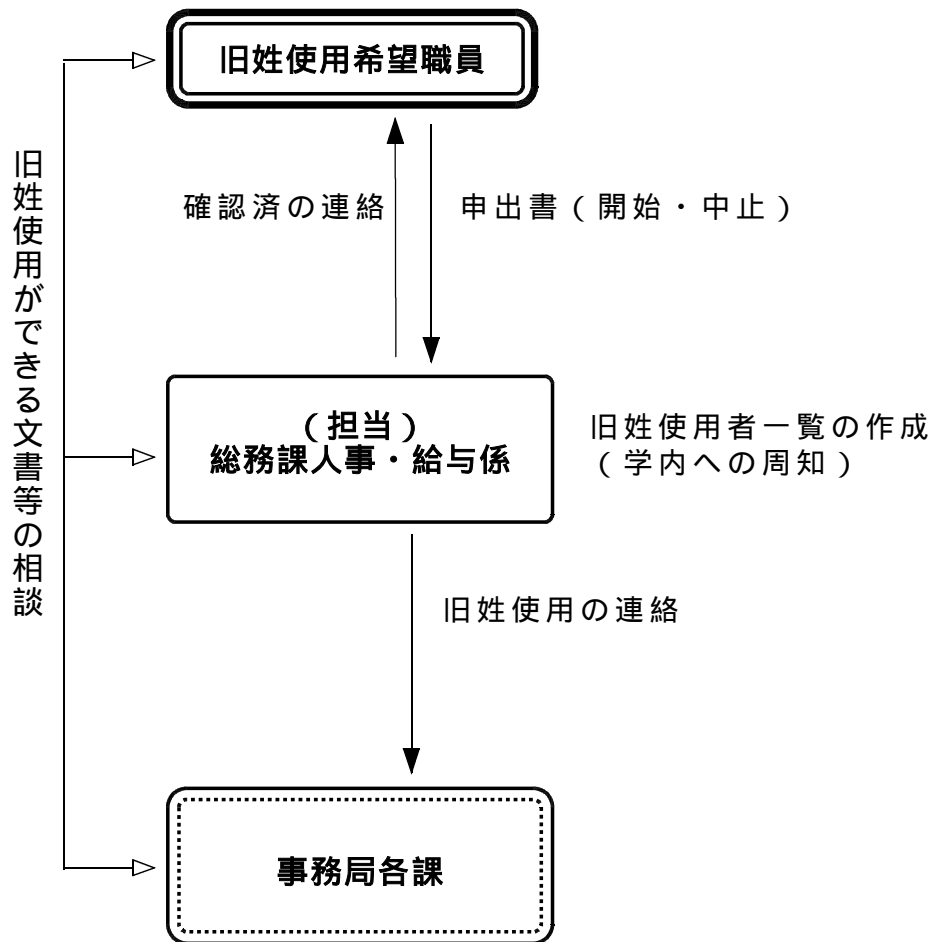 旧姓使用希望職員
旧姓使用ができる文書等の相談
確認済の連絡
申出書(開始・中止)
(担当)
総務課人事・給与係
旧姓使用者一覧の作成
(学内への周知)
旧姓使用の連絡
事務局各課